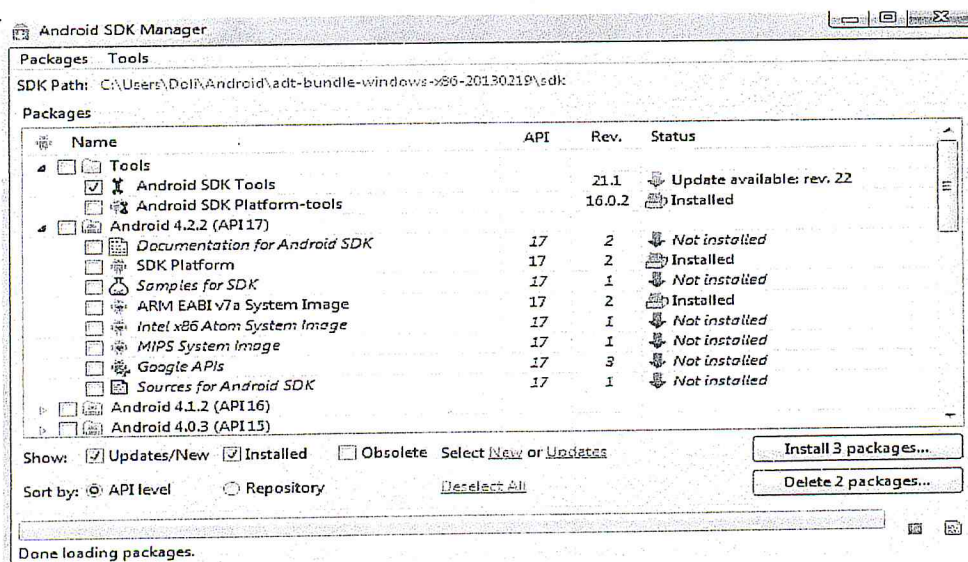 Android SDK Manager
Packages Tools
SDK Path: C:\Users\Doli\Android\adt-bundle-windows-x86-20130219\sdk
Packages
Name API Rev. Status
Tools
Android SDK Tools 21.1 Update available: rev. 22
Android SDK Platform-tools 16.0.2 Installed
Android 4.2.2 (API 17)
Documentation for Android SDK 17 2 Not installed
SDK Platform 17 2 Installed
Samples for SDK 17 1 Not installed
ARM EABI v7a System Image 17 2 Installed
Intel x86 Atom System Image 17 1 Not installed
MIPS System Image 17 1 Not installed
Google APIs 17 3 Not installed
Sources for Android SDK 17 1 Not installed
Android 4.1.2 (API 16)
Android 4.0.3 (API 15)
Show: Updates/New Installed Obsolete Select New or Updates Install 3 packages...
Sort by: API level Repository Deselect All Delete 2 packages...
Done loading packages.